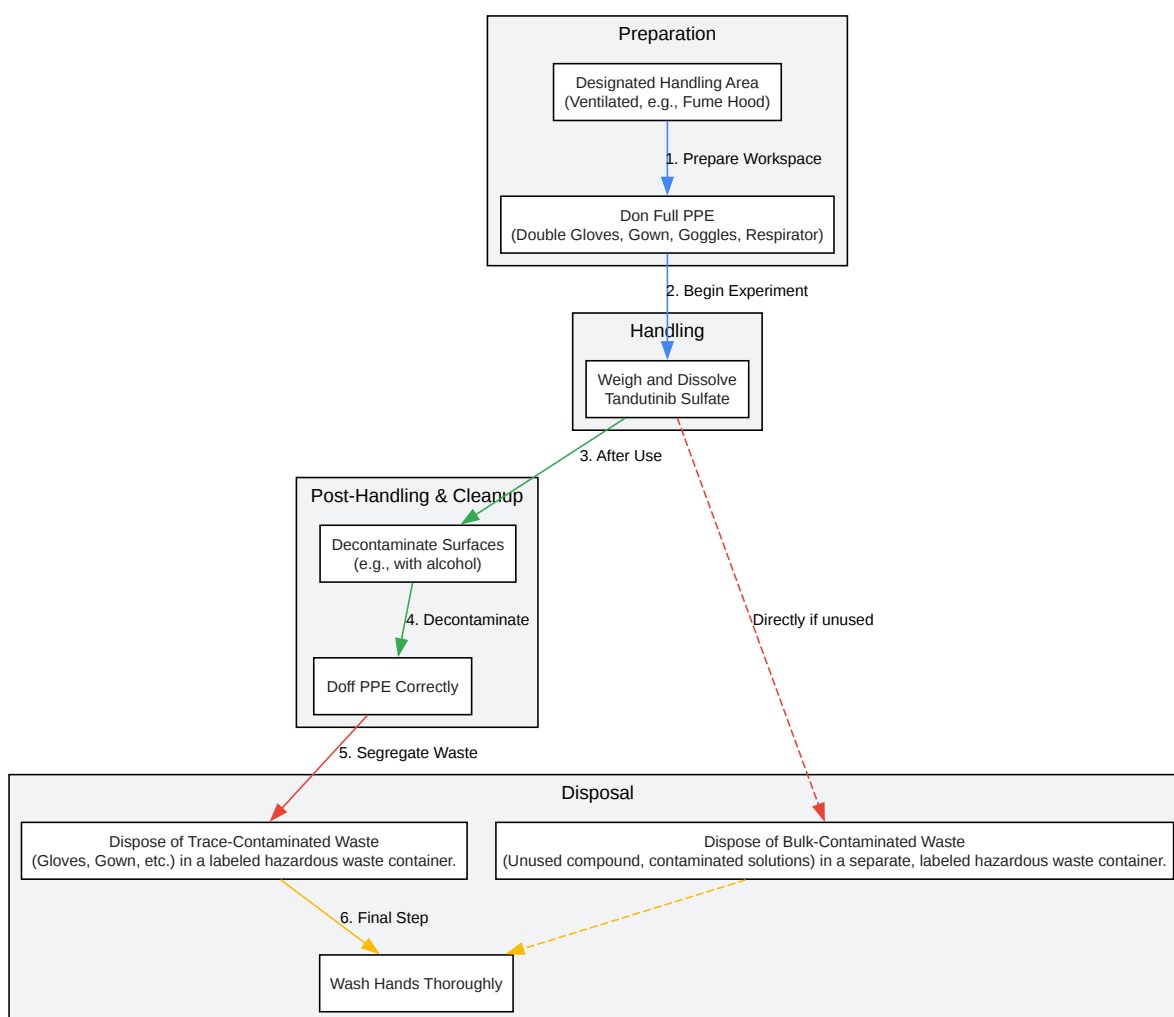 Preparation
Designated Handling Area
(Ventilated, e.g., Fume Hood)
1. Prepare Workspace
Don Full PPE
(Double Gloves, Gown, Goggles, Respirator)
2. Begin Experiment
Handling
Weigh and Dissolve
Tandutinib Sulfate
3. After Use
Post-Handling & Cleanup
Decontaminate Surfaces
(e.g., with alcohol)
4. Decontaminate
Directly if unused
Doff PPE Correctly
5. Segregate Waste
Disposal
Dispose of Trace-Contaminated Waste
(Gloves, Gown, etc.) in a labeled hazardous waste container.
Dispose of Bulk-Contaminated Waste
(Unused compound, contaminated solutions) in a separate, labeled hazardous waste container.
6. Final Step
Wash Hands Thoroughly